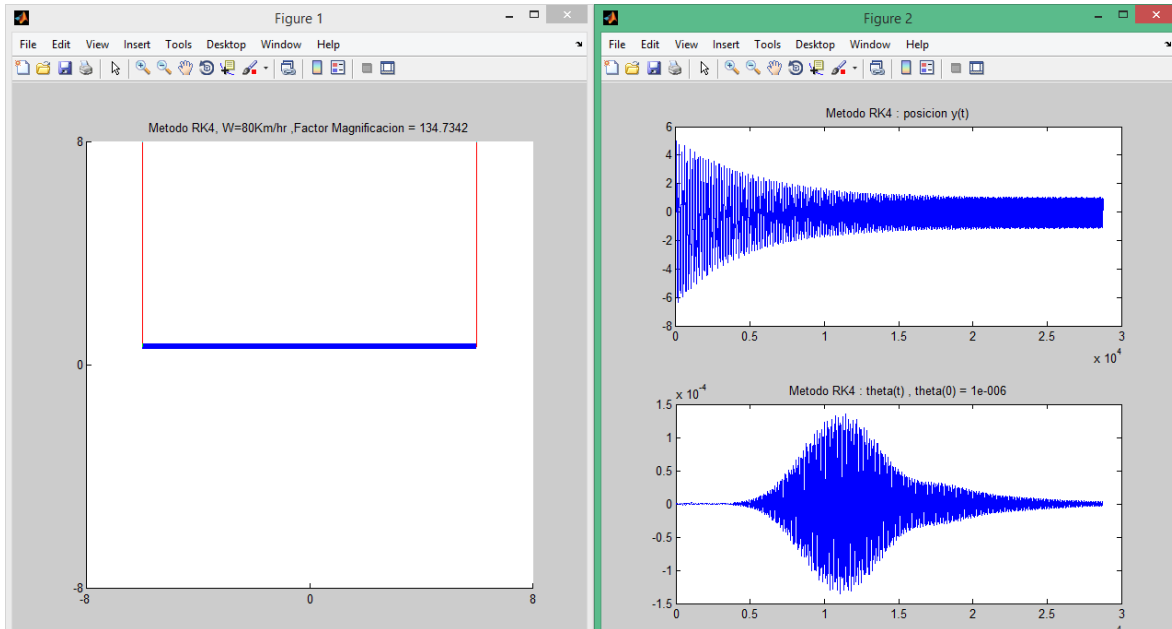 Figure 1
File Edit View Insert Tools Desktop Window Help
Metodo RK4, W=80Km/hr ,Factor Magnificacion = 134.7342
8
0
-8
-8 0 8
Figure 2
File Edit View Insert Tools Desktop Window Help
Metodo RK4 : posicion y(t)
6
4
2
0
-2
-4
-6
-8
0 0.5 1 1.5 2 2.5 3
x 10^4
x 10^-4
Metodo RK4 : theta(t) , theta(0) = 1e-006
1.5
1
0.5
0
-0.5
-1
-1.5
0 0.5 1 1.5 2 2.5 3